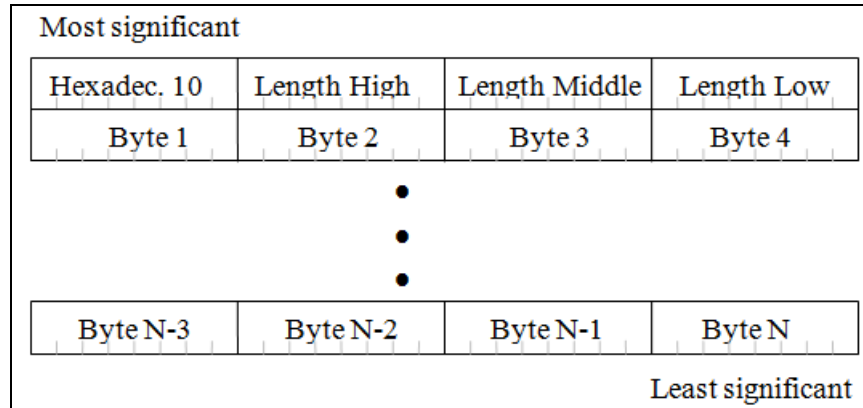 Most significant
Hexadec. 10 Length High Length Middle Length Low
Byte 1 Byte 2 Byte 3 Byte 4
Byte N-3 Byte N-2 Byte N-1 Byte N
Least significant